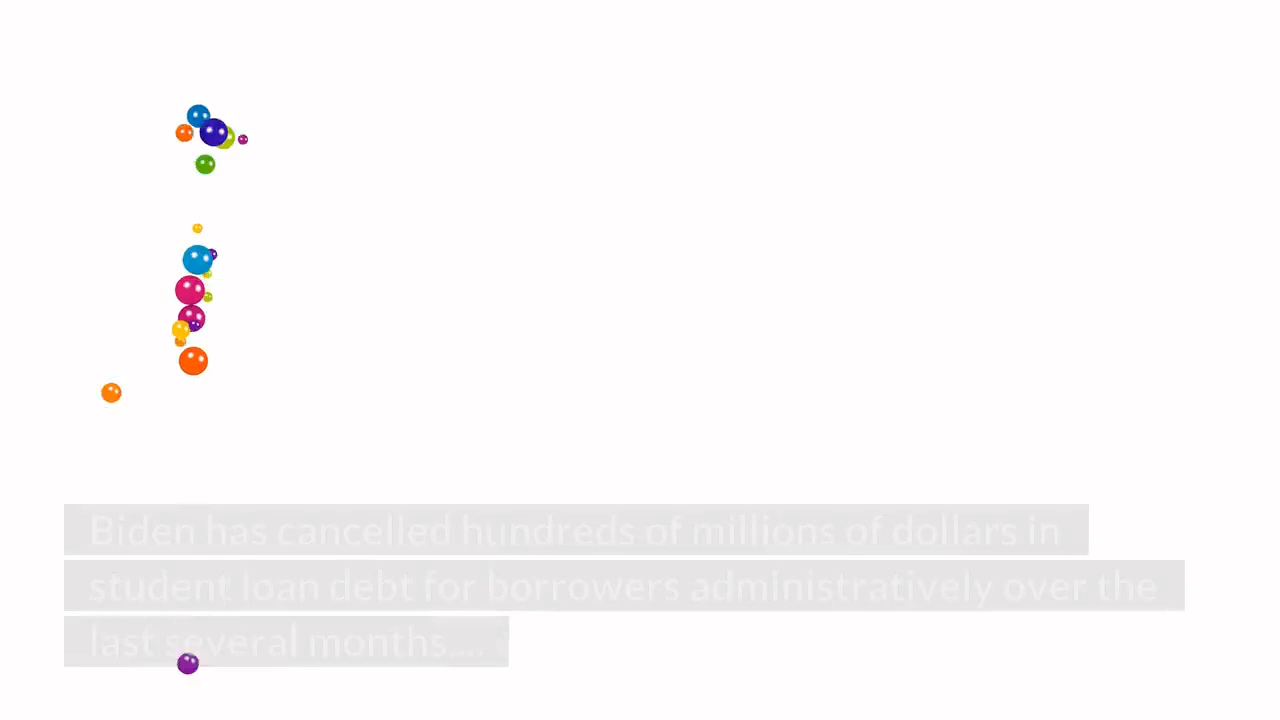 Biden has cancelled hundreds of millions of dollars in
student loan debt for borrowers administratively over the
last several months....